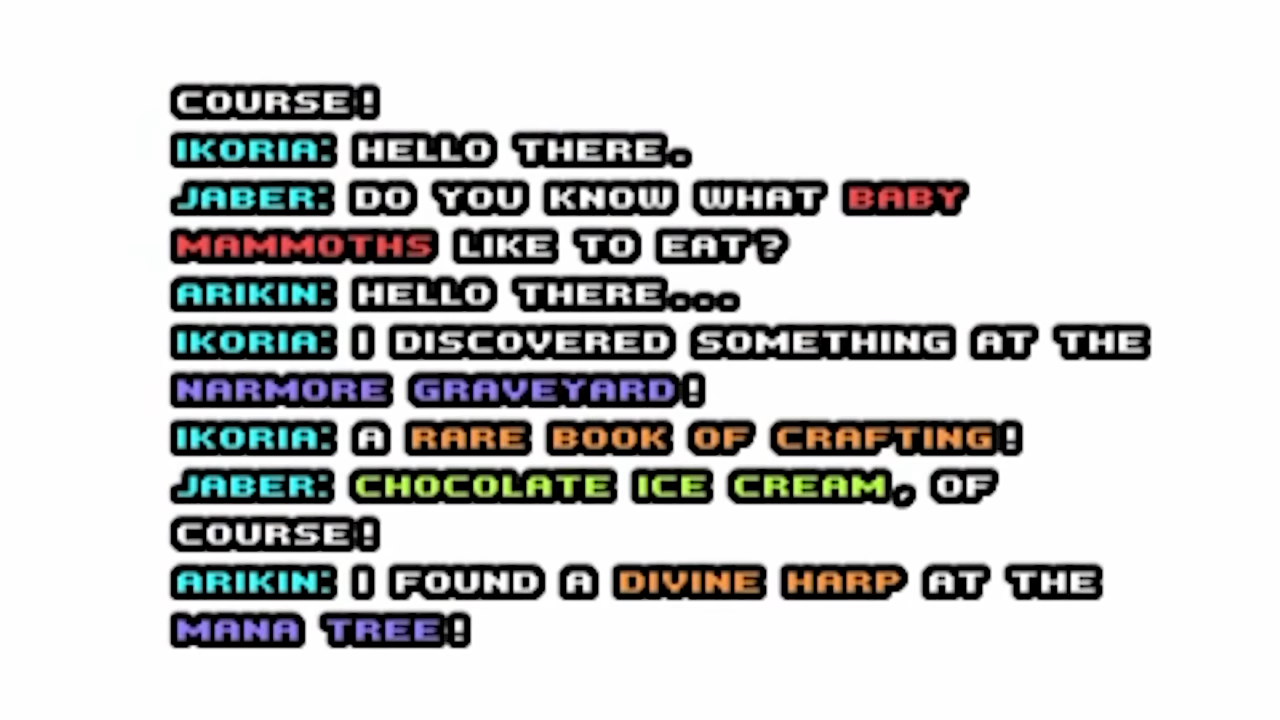 COURSE!
IKORIA: HELLO THERE.
JABER: DO YOU KNOW WHAT BABY
MAMMOTHS LIKE TO EAT?
ARIKIN: HELLO THERE...
IKORIA: I DISCOVERED SOMETHING AT THE
NARMORE GRAVEYARD!
IKORIA: A RARE BOOK OF CRAFTING!
JABER: CHOCOLATE ICE CREAM, OF
COURSE!
ARIKIN: I FOUND A DIVINE HARP AT THE
MANA TREE!